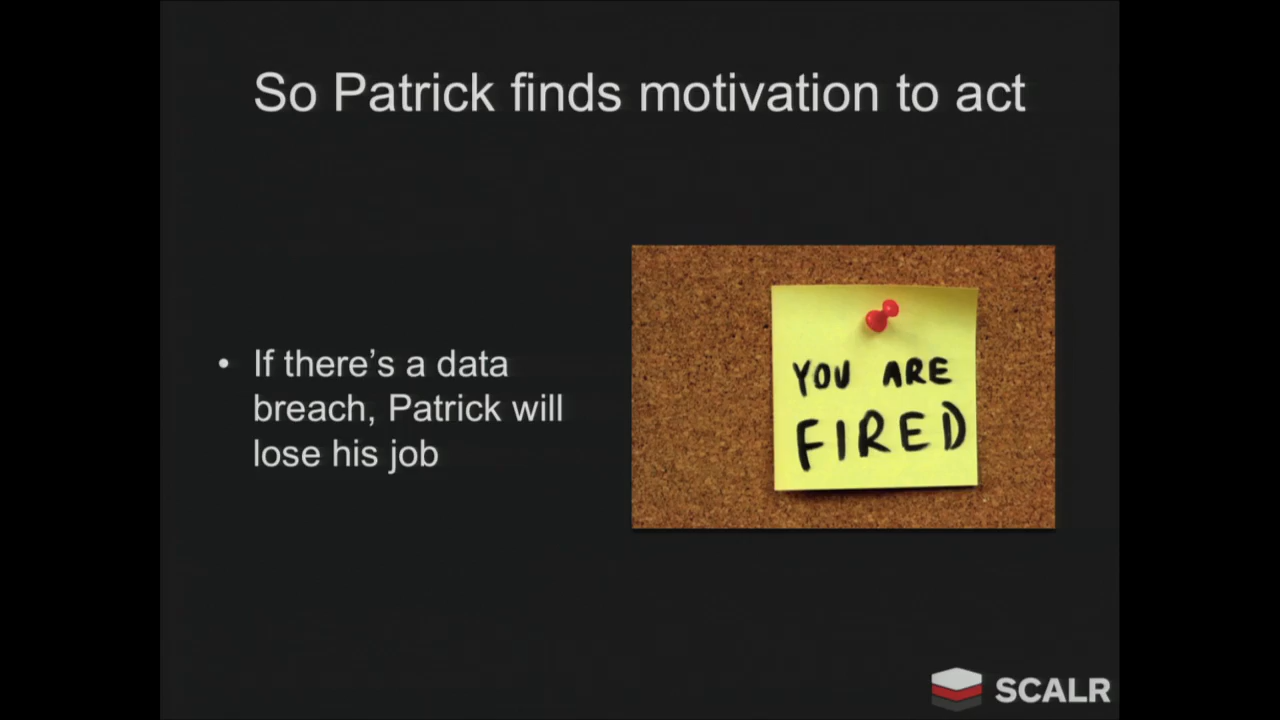 So Patrick finds motivation to act
• If there’s a data
breach, Patrick will
lose his job
YOU ARE
FIRED
SCALR